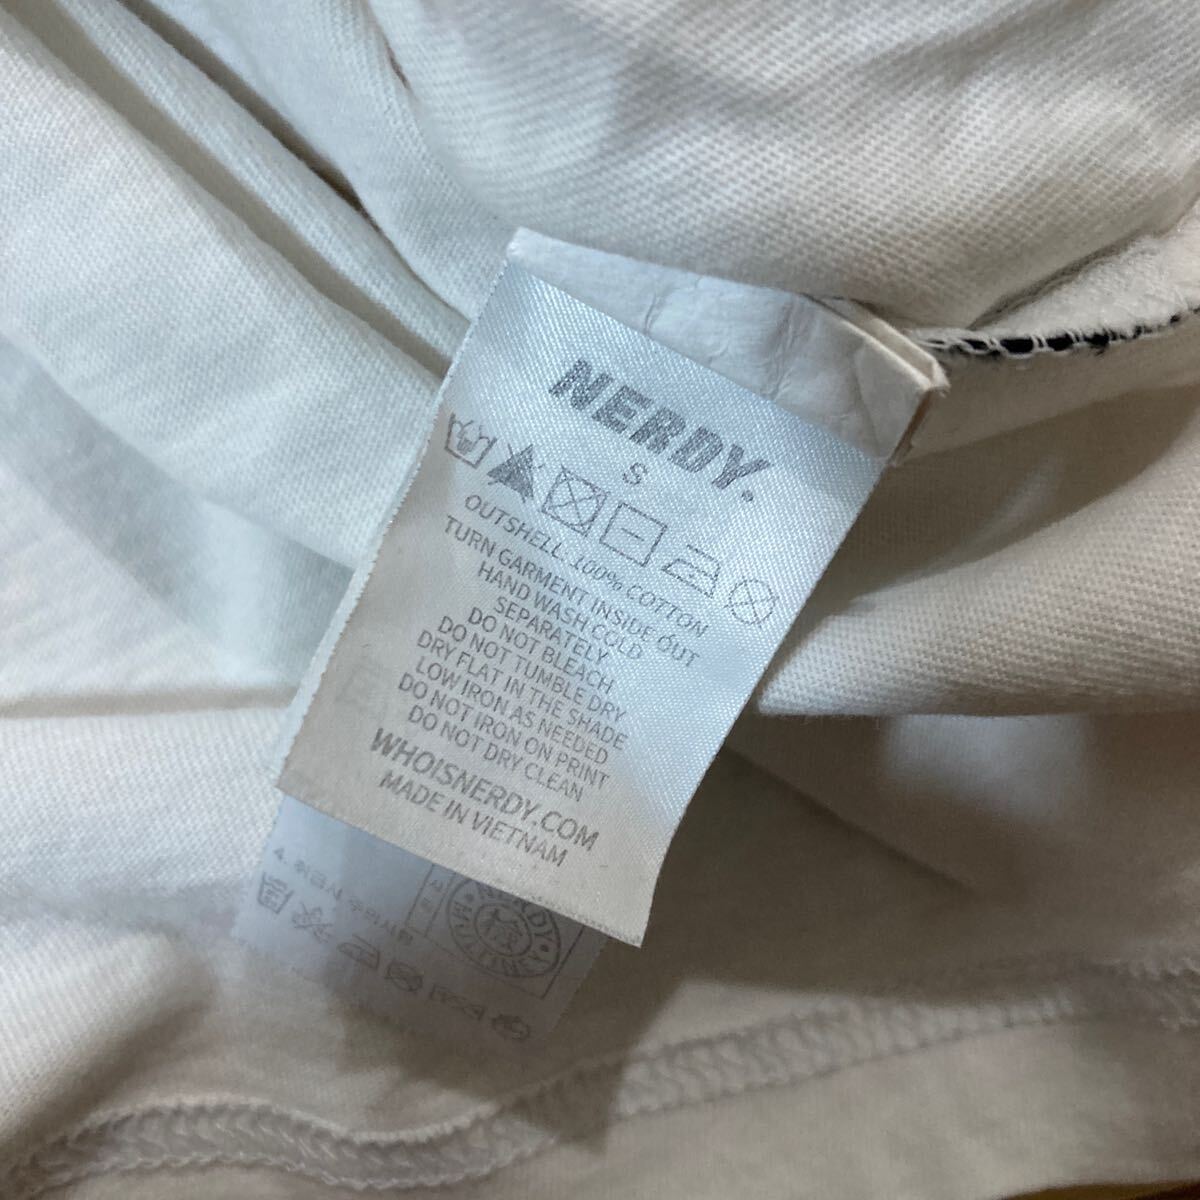 NERDY.
S
OUTSHELL: 100% COTTON
TURN GARMENT INSIDE OUT
HAND WASH COLD
SEPARATELY
DO NOT BLEACH
DO NOT TUMBLE DRY
DRY FLAT IN THE SHADE
LOW IRON AS NEEDED
DO NOT IRON ON PRINT
DO NOT DRY CLEAN
WHOISNERDY.COM
MADE IN VIETNAM
NERDY
檢